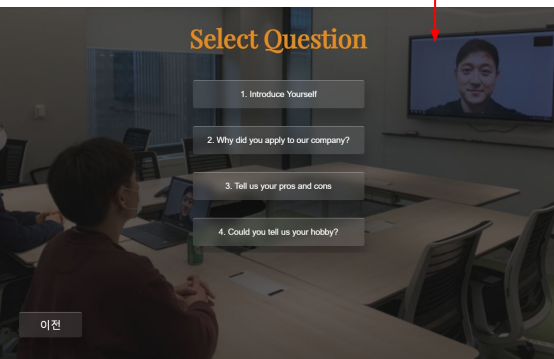 Select Question
1. Introduce Yourself
2. Why did you apply to our company?
3. Tell us your pros and cons
4. Could you tell us your hobby?
이전